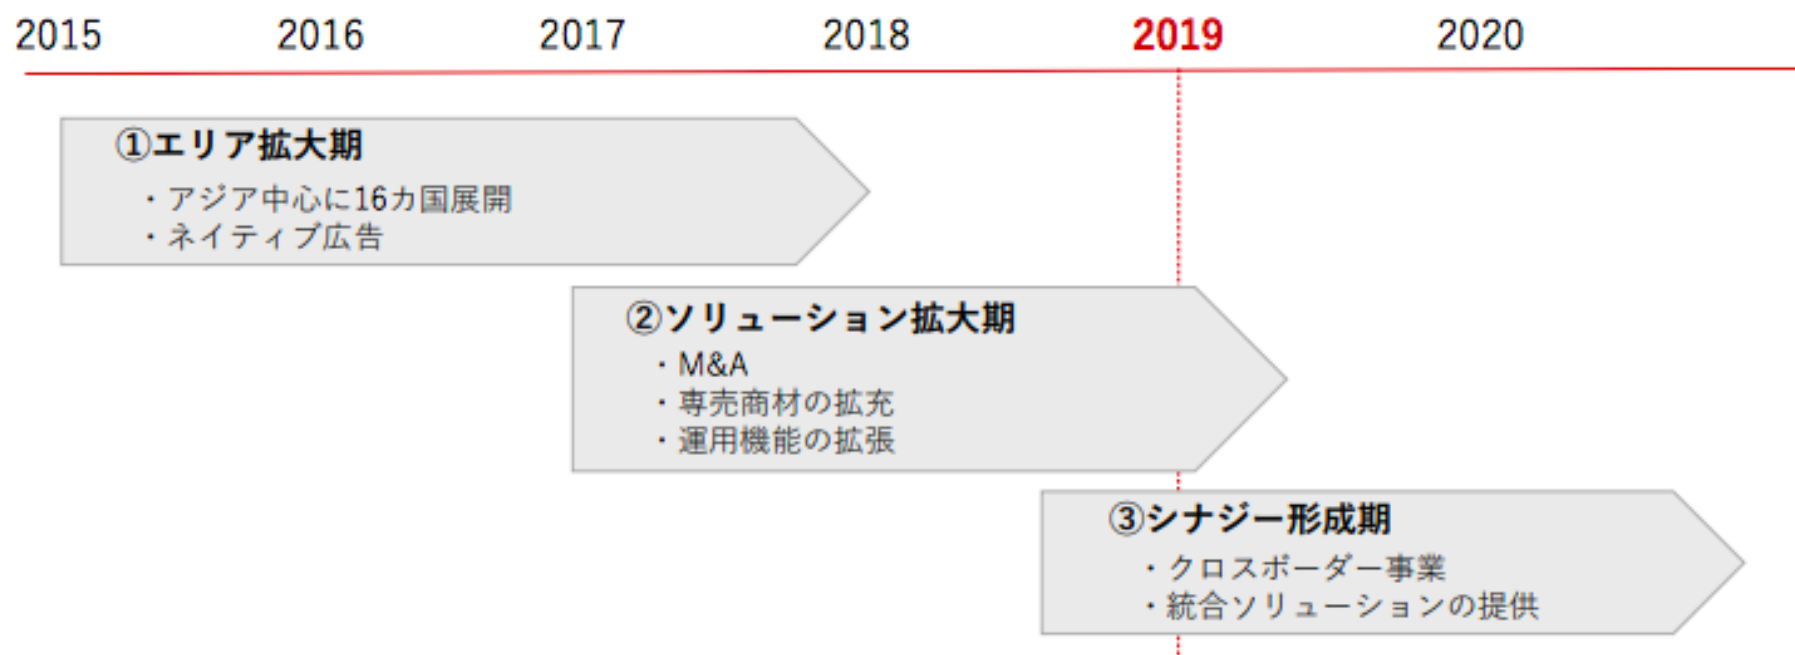 2015 2016 2017 2018 2019 2020
①エリア拡大期
・アジア中心に16カ国展開
・ネイティブ広告
②ソリューション拡大期
・M&A
・専売商材の拡充
・運用機能の拡張
③シナジー形成期
・クロスボーダー事業
・統合ソリューションの提供